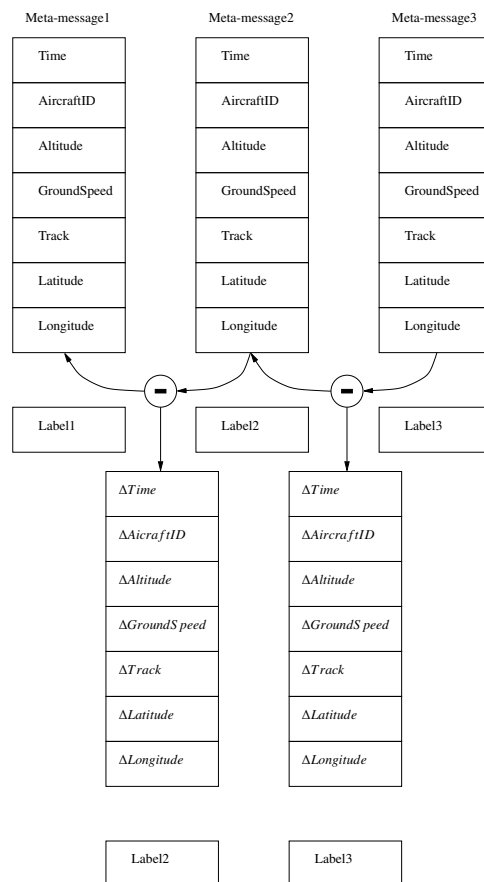 Meta-message1 Meta-message2 Meta-message3
Time Time Time
AircraftID AircraftID AircraftID
Altitude Altitude Altitude
GroundSpeed GroundSpeed GroundSpeed
Track Track Track
Latitude Latitude Latitude
Longitude Longitude Longitude
- -
Label1 Label2 Label3
ΔTime ΔTime
ΔAicraftID ΔAircraftID
ΔAltitude ΔAltitude
ΔGroundSpeed ΔGroundSpeed
ΔTrack ΔTrack
ΔLatitude ΔLatitude
ΔLongitude ΔLongitude
Label2 Label3